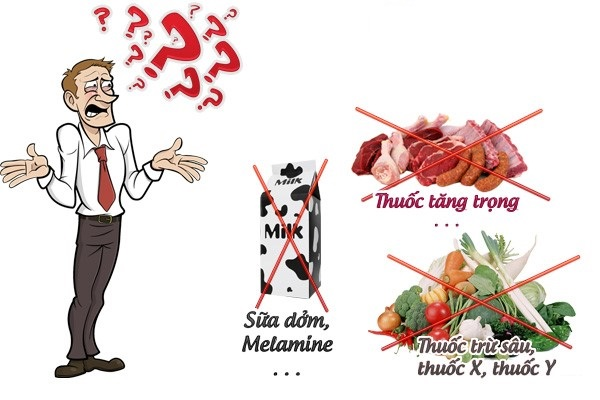 Milk
Milk
Thuốc tăng trọng
. . .
Sữa dởm,
Melamine
. . .
Thuốc trừ sâu,
thuốc X, thuốc Y